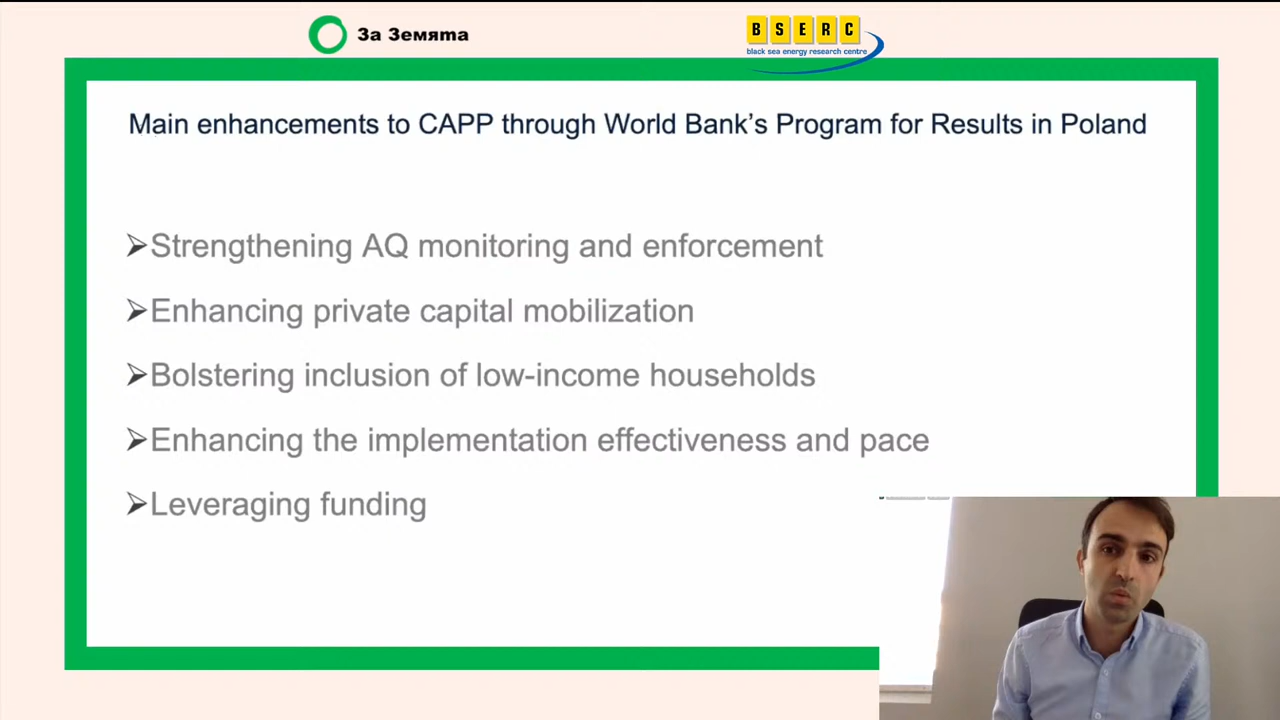 За Земята
B S E R C
black sea energy research centre
Main enhancements to CAPP through World Bank’s Program for Results in Poland
➢Strengthening AQ monitoring and enforcement
➢Enhancing private capital mobilization
➢Bolstering inclusion of low-income households
➢Enhancing the implementation effectiveness and pace
➢Leveraging funding